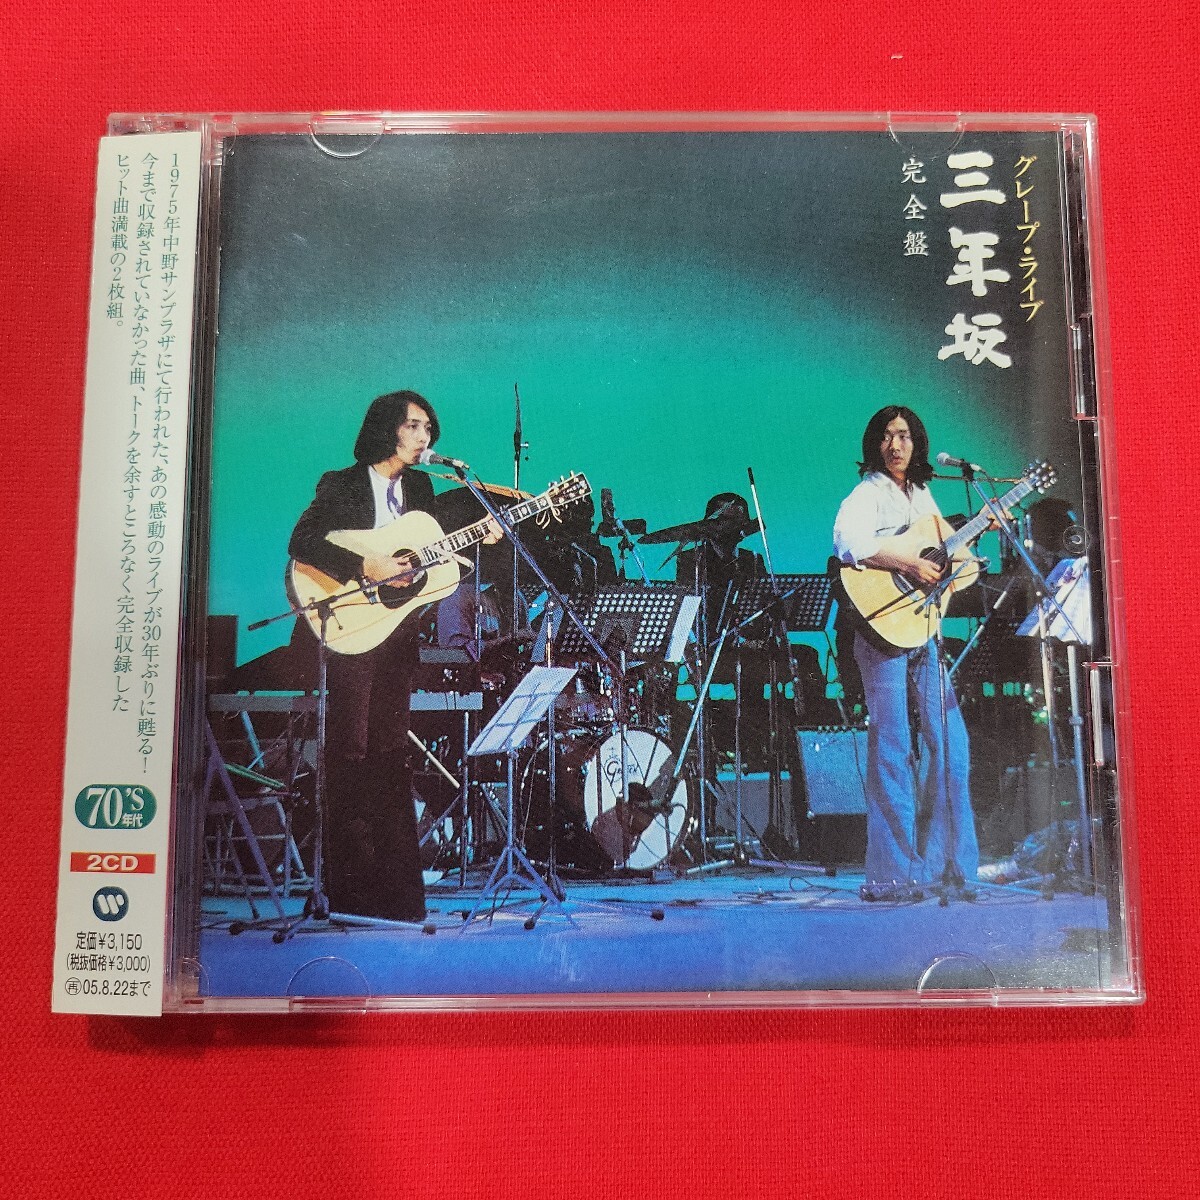 グレープ・ライブ
三年坂
完全盤
1975年中野サンプラザにて行われた、あの感動のライブが30年ぶりに甦る!
今まで収録されていなかった曲、トークを余すところなく完全収録した
ヒット曲満載の2枚組。
70'S
年代
2CD
定価¥3,150
(税抜価格¥3,000)
再05.8.22まで
Gretsch